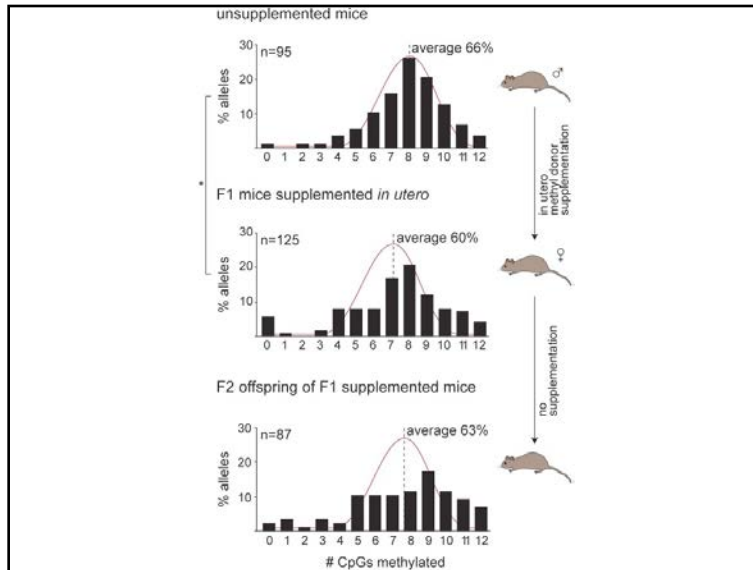 unsupplemented mice
n=95
average 66%
% alleles
30
20
10
0 1 2 3 4 5 6 7 8 9 10 11 12
♂
in utero
methyl donor
supplementation
*
F1 mice supplemented in utero
n=125
average 60%
% alleles
30
20
10
0 1 2 3 4 5 6 7 8 9 10 11 12
♀
no
supplementation
F2 offspring of F1 supplemented mice
n=87
average 63%
% alleles
30
20
10
0 1 2 3 4 5 6 7 8 9 10 11 12
# CpGs methylated